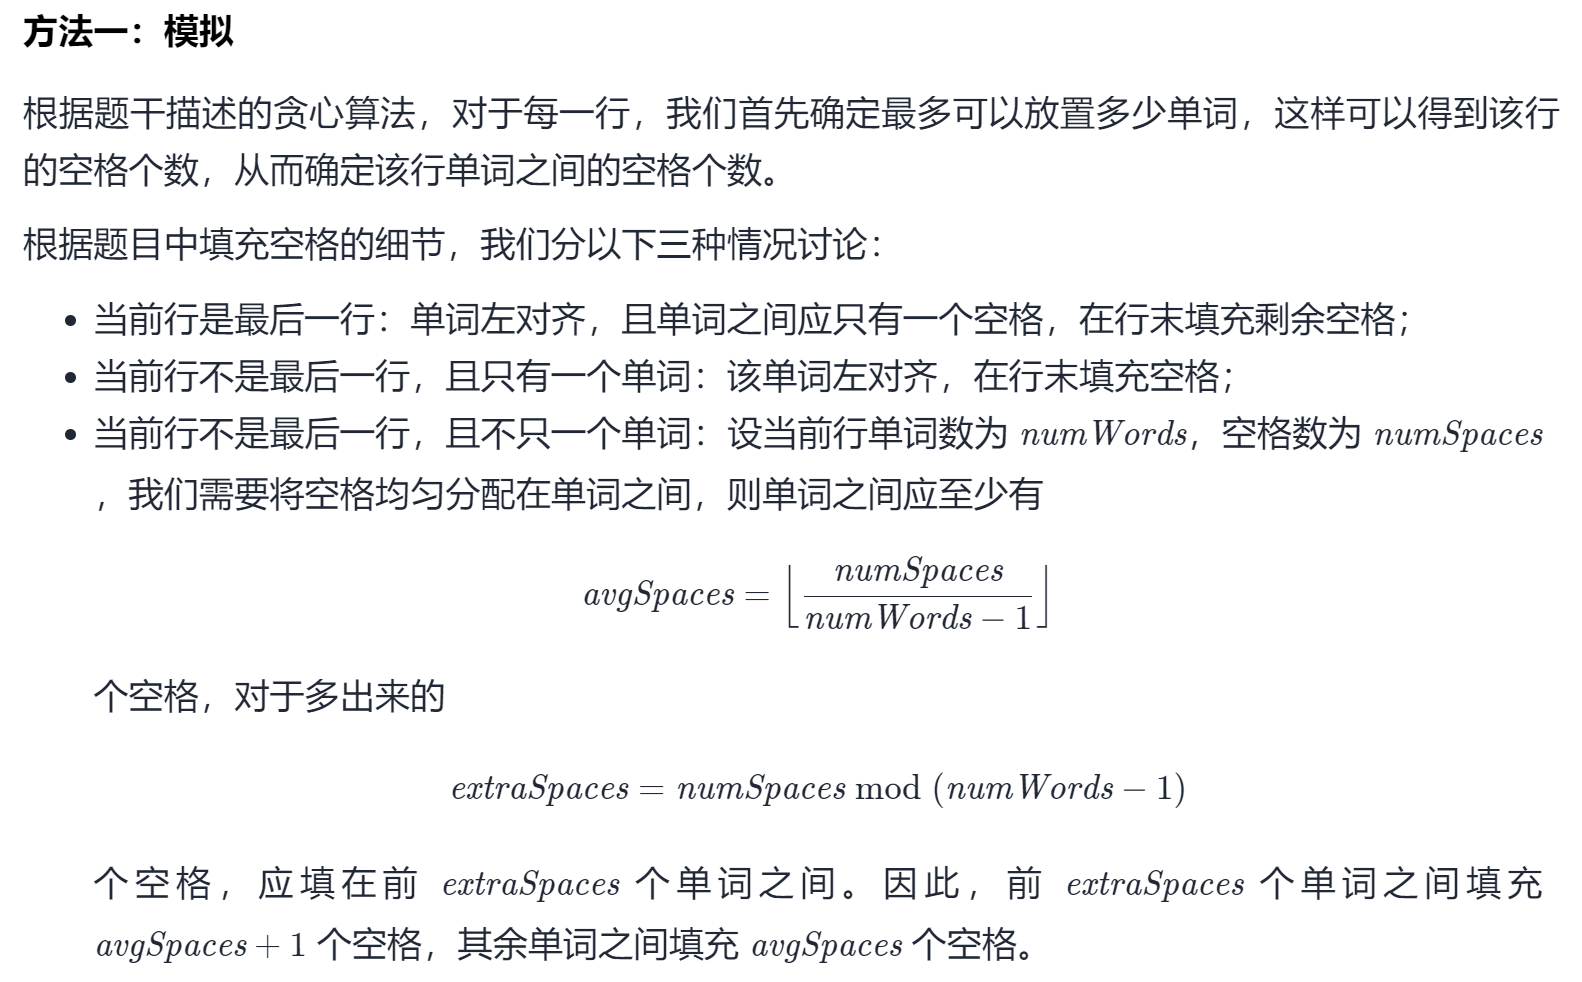 方法一：模拟
根据题干描述的贪心算法，对于每一行，我们首先确定最多可以放置多少单词，这样可以得到该行
的空格个数，从而确定该行单词之间的空格个数。
根据题目中填充空格的细节，我们分以下三种情况讨论：
• 当前行是最后一行：单词左对齐，且单词之间应只有一个空格，在行末填充剩余空格；
• 当前行不是最后一行，且只有一个单词：该单词左对齐，在行末填充空格；
• 当前行不是最后一行，且不只一个单词：设当前行单词数为 numWords，空格数为 numSpaces
，我们需要将空格均匀分配在单词之间，则单词之间应至少有
avgSpaces = ⌊numSpaces / (numWords − 1)⌋
个空格，对于多出来的
extraSpaces = numSpaces mod (numWords − 1)
个空格，应填在前 extraSpaces 个单词之间。因此，前 extraSpaces 个单词之间填充
avgSpaces + 1 个空格，其余单词之间填充 avgSpaces 个空格。